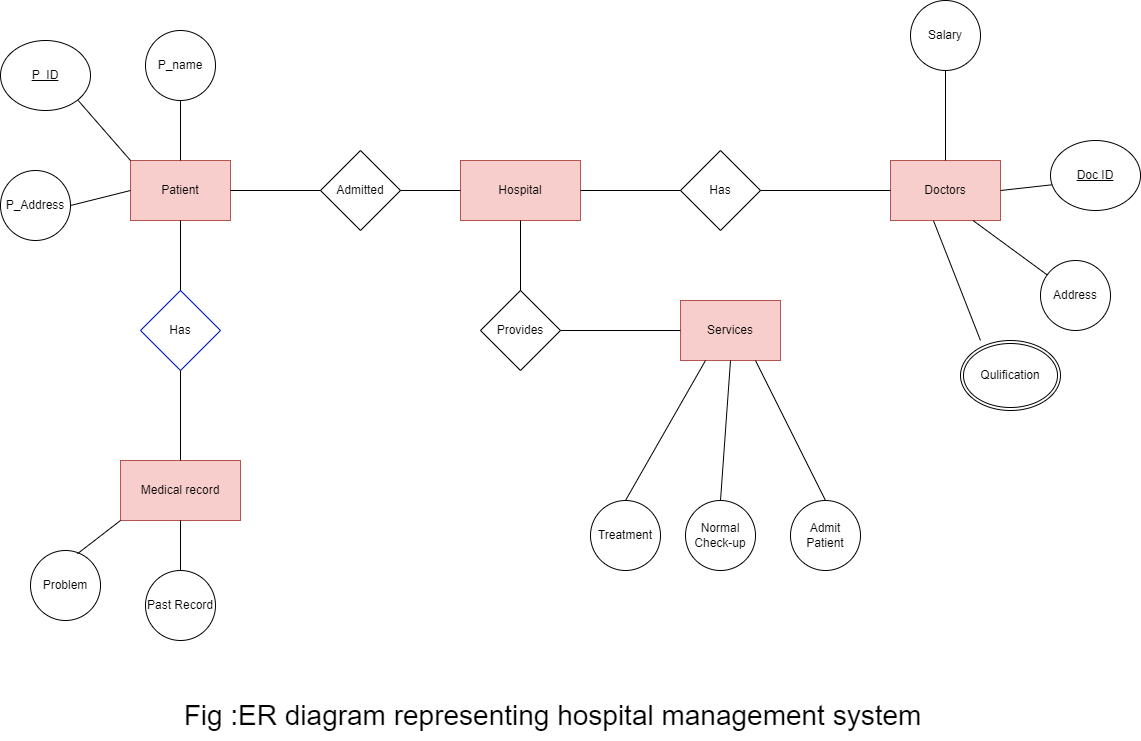 Salary
P_ID
P_name
Doc ID
P_Address
Patient
Admitted
Hospital
Has
Doctors
Address
Has
Provides
Services
Qulification
Medical record
Treatment
Normal
Check-up
Admit
Patient
Problem
Past Record
Fig :ER diagram representing hospital management system